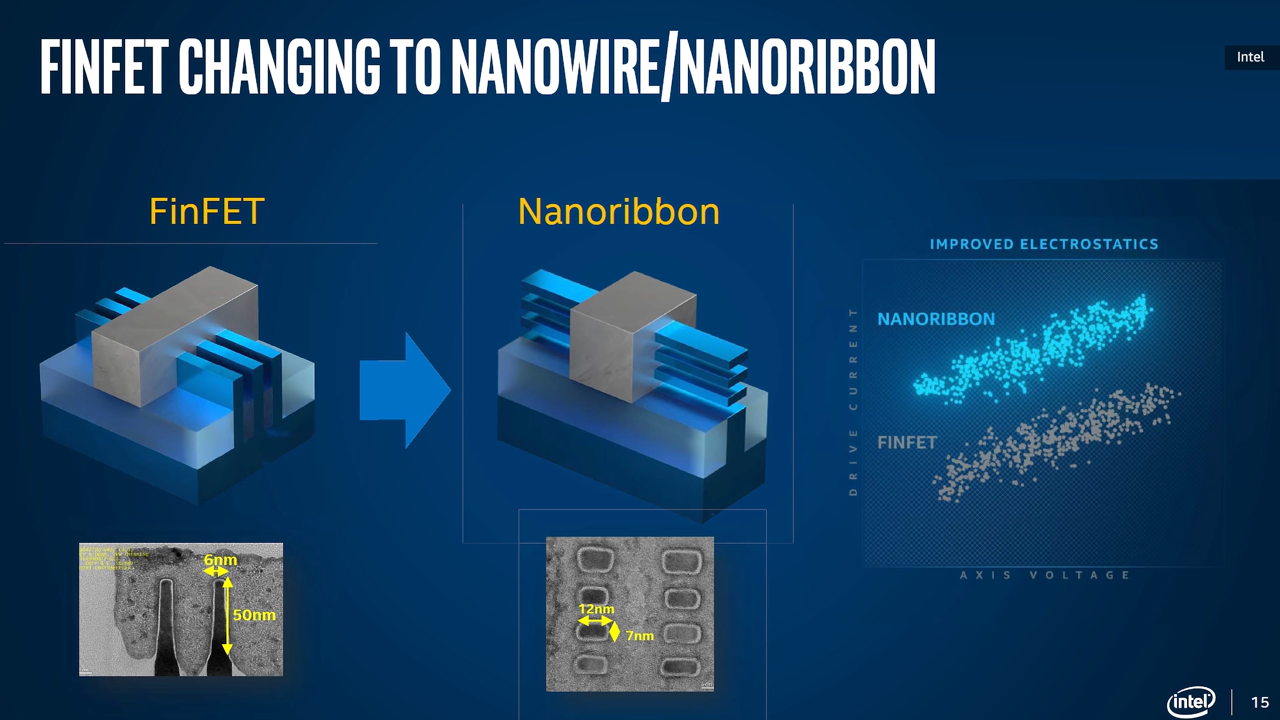 FINFET CHANGING TO NANOWIRE/NANORIBBON
Intel
FinFET
Nanoribbon
IMPROVED ELECTROSTATICS
NANORIBBON
FINFET
DRIVE CURRENT
AXIS VOLTAGE
6nm
50nm
12nm
7nm
intel
15